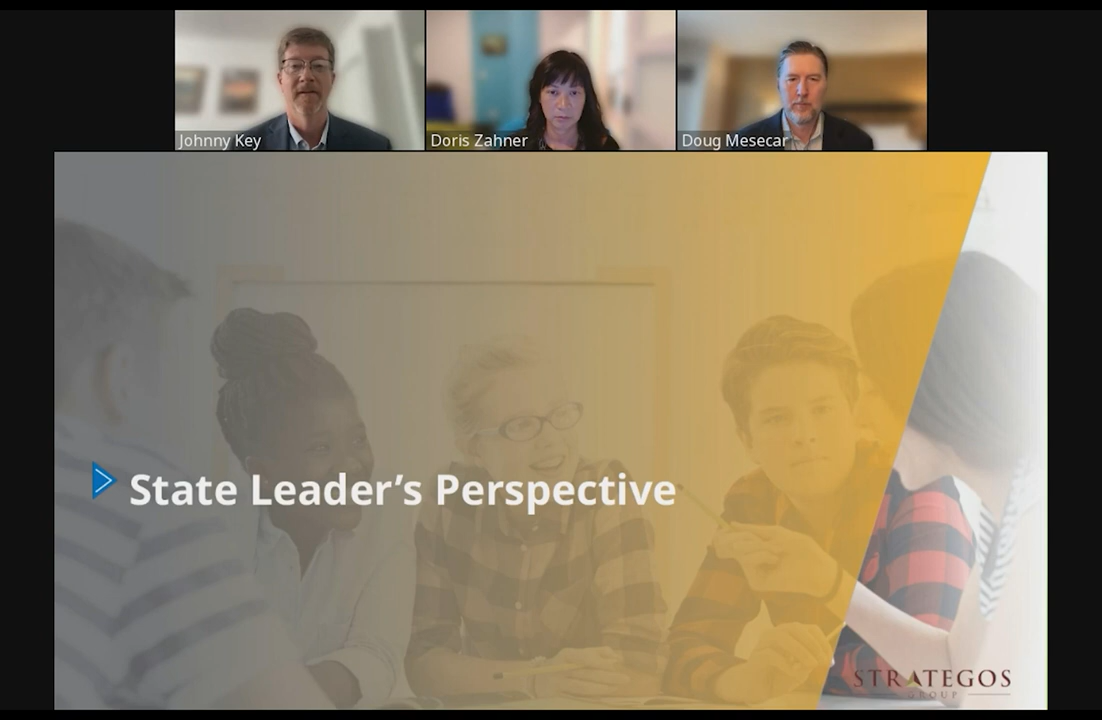 Johnny Key
Doris Zahner
Doug Mesecar
State Leader’s Perspective
STRATEGOS
GROUP